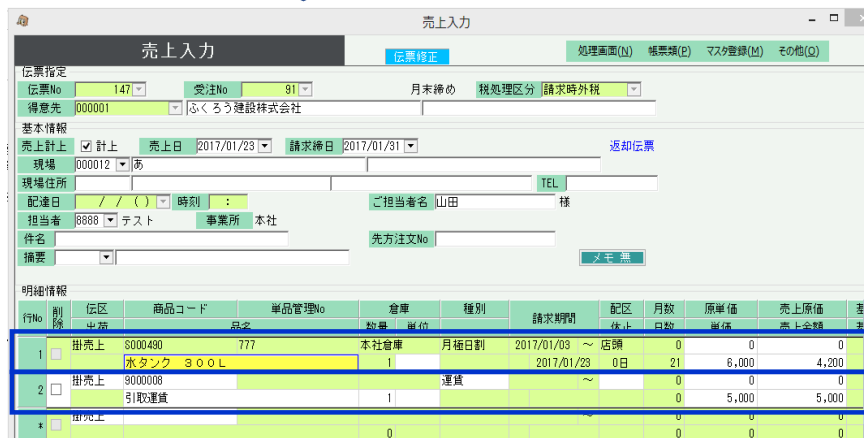 売上入力
売上入力 伝票修正 処理画面(N) 帳票類(P) マスタ登録(M) その他(O)
伝票指定
伝票No 147 受注No 91 月末締め 税処理区分 請求時外税
得意先 000001 ふくろう建設株式会社
基本情報
売上計上 計上 売上日 2017/01/23 請求締日 2017/01/31 返却伝票
現場 000012 あ
現場住所 TEL
配達日 / / ( ) 時刻 : ご担当者名 山田 様
担当者 8888 テスト 事業所 本社
件名 先方注文No
摘要 メモ 無
明細情報
行No 削除 伝区 商品コード 単品管理No 倉庫 種別 請求期間 配区 月数 原単価 売上原価
出荷 品名 数量 単位 休止 日数 単価 売上金額
1 掛売上 S000490 777 本社倉庫 月極日割 2017/01/03 ～ 店頭 0 0 0
水タンク 300L 1 2017/01/23 0日 21 6,000 4,200
2 掛売上 9000008 運賃 ～ 0 0 0
引取運賃 1 0 5,000 5,000
* 掛売上 ～ 0 0 0
0 0 0 0